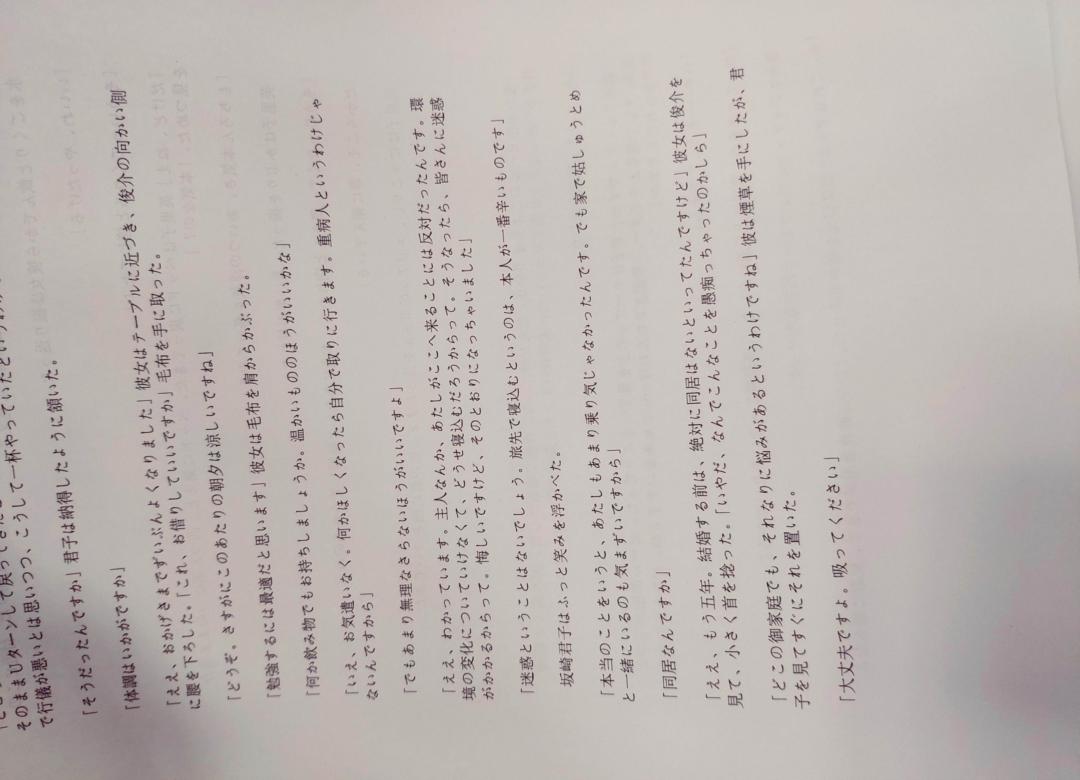 そのままUターンして戻ってきた
で行儀が悪いとは思いつつ、こうして一杯やっていたという
「そうだったんですか」君子は納得したように頷いた。
「体調はいかがですか」
「ええ、おかげさまでずいぶんよくなりました」彼女はテーブルに近づき、俊介の向かい側
に腰を下ろした。「これ、お借りしていいですか」毛布を手に取った。
「どうぞ。さすがにこのあたりの朝夕は涼しいですね」
「勉強するには最適だと思います」彼女は毛布を肩からかぶった。
「何か飲み物でもお持ちしましょうか。温かいもののほうがいいかな」
「いえ、お気遣いなく。何かほしくなったら自分で取りに行きます。重病人というわけじゃ
ないんですから」
「でもあまり無理なさらないほうがいいですよ」
「ええ、わかっています。主人なんか、あたしがここへ来ることには反対だったんです。環
境の変化についていけなくて、どうせ寝込むだろうからって。そうなったら、皆さんに迷惑
がかかるからって。悔しいですけど、そのとおりになっちゃいました」
「迷惑ということはないでしょう。旅先で寝込むというのは、本人が一番辛いものです」
坂崎君子はふっと笑みを浮かべた。
「本当のことをいうと、あたしもあまり乗り気じゃなかったんです。でも家で姑しゅうとめ
と一緒にいるのも気まずいですから」
「同居なんですか」
「ええ、もう五年。結婚する前は、絶対に同居はないといってたんですけど」彼女は俊介を
見て、小さく首を捻った。「いやだ、なんでこんなことを愚痴っちゃったのかしら」
「どこの御家庭でも、それなりに悩みがあるというわけですね」彼は煙草を手にしたが、君
子を見てすぐにそれを置いた。
「大丈夫ですよ。吸ってください」